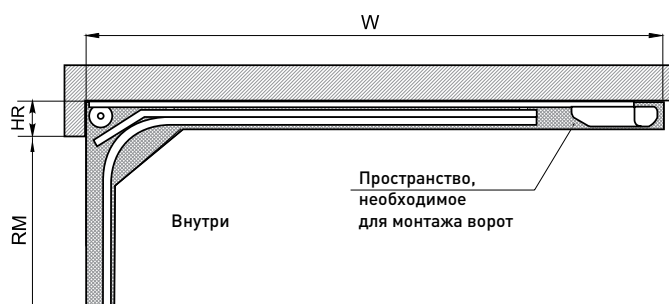 W
HR
RM
Внутри
Пространство,
необходимое
для монтажа ворот